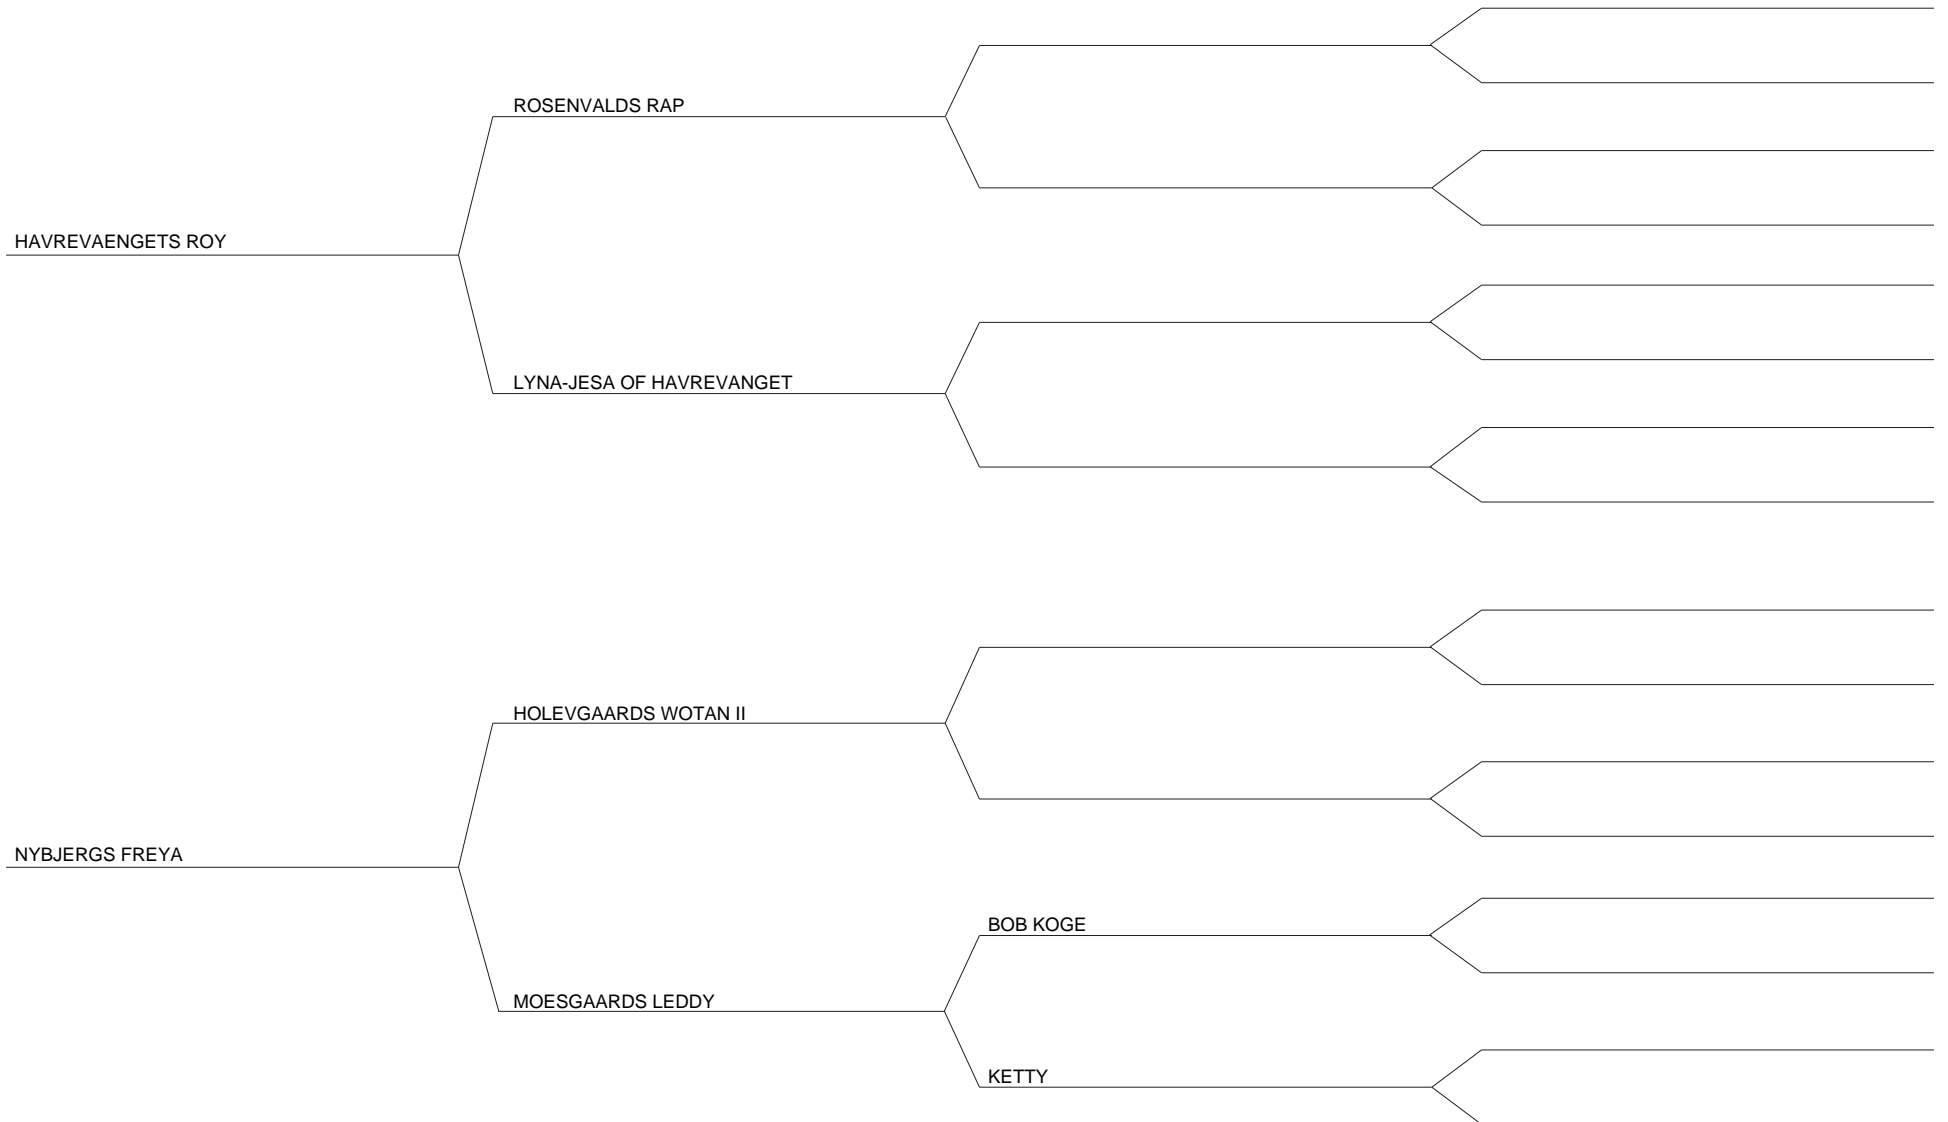 ROSENVALDS RAP
HAVREVAENGETS ROY
LYNA-JESA OF HAVREVANGET
HOLEVGAARDS WOTAN II
NYBJERGS FREYA
BOB KOGE
MOESGAARDS LEDDY
KETTY